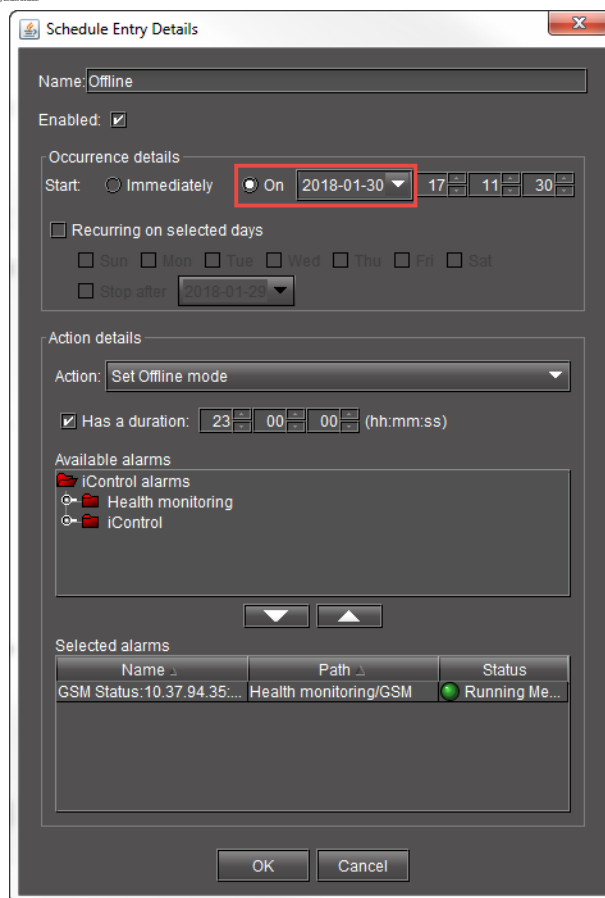 Schedule Entry Details
Name: Offline
Enabled:
Occurrence details
Start: Immediately On 2018-01-30 17 11 30
Recurring on selected days
Sun Mon Tue Wed Thu Fri Sat
Stop after 2018-01-29
Action details
Action: Set Offline mode
Has a duration: 23 00 00 (hh:mm:ss)
Available alarms
iControl alarms
Health monitoring
iControl
Selected alarms
Name Path Status
GSM Status:10.37.94.35:... Health monitoring/GSM Running Me...
OK Cancel